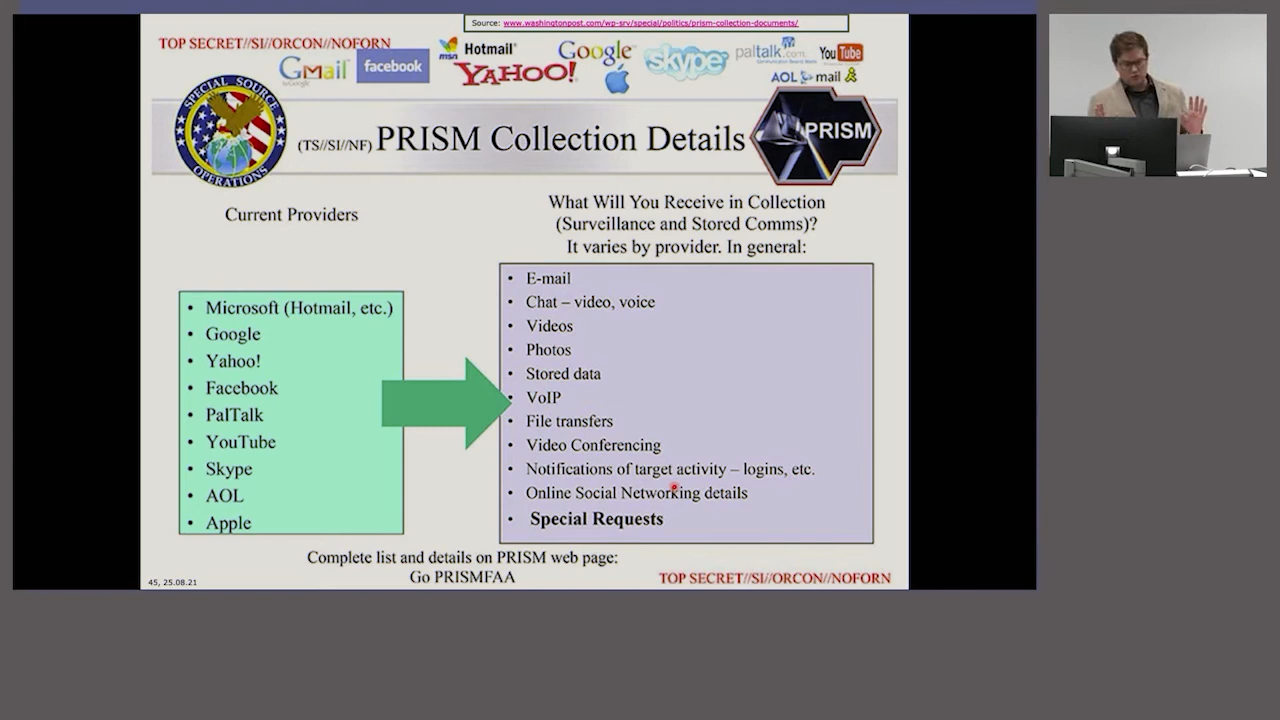 Source: www.washingtonpost.com/wp-srv/special/politics/prism-collection-documents/
TOP SECRET//SI//ORCON//NOFORN
GMail
by Google
facebook
msn
Hotmail
YAHOO!
Google
skype
paltalk.com
YouTube
AOL mail
SPECIAL SOURCE
OPERATIONS
(TS//SI//NF) PRISM Collection Details
PRISM
Current Providers
• Microsoft (Hotmail, etc.)
• Google
• Yahoo!
• Facebook
• PalTalk
• YouTube
• Skype
• AOL
• Apple
What Will You Receive in Collection
(Surveillance and Stored Comms)?
It varies by provider. In general:
• E-mail
• Chat – video, voice
• Videos
• Photos
• Stored data
• VoIP
• File transfers
• Video Conferencing
• Notifications of target activity – logins, etc.
• Online Social Networking details
• Special Requests
Complete list and details on PRISM web page:
Go PRISMFAA
45, 25.08.21
TOP SECRET//SI//ORCON//NOFORN